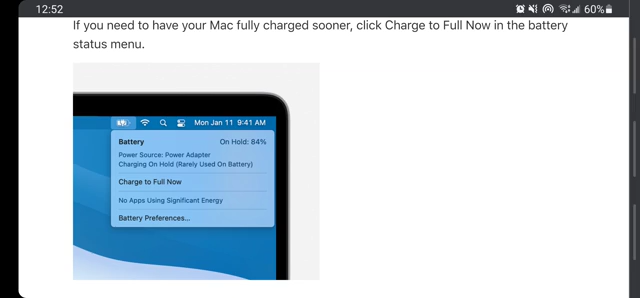 12:52
60%
If you need to have your Mac fully charged sooner, click Charge to Full Now in the battery
status menu.
Mon Jan 11 9:41 AM
Battery On Hold: 84%
Power Source: Power Adapter
Charging On Hold (Rarely Used On Battery)
Charge to Full Now
No Apps Using Significant Energy
Battery Preferences...